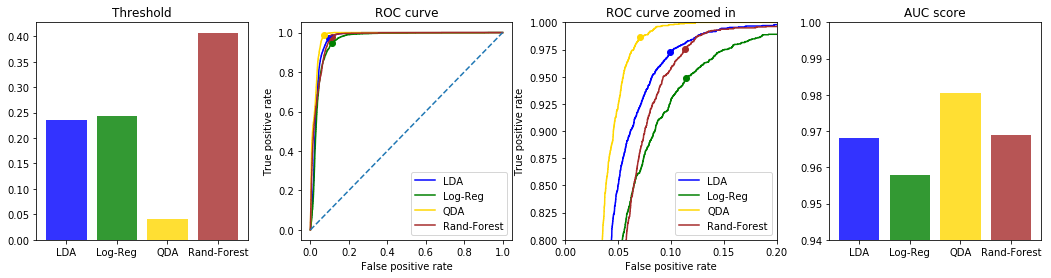 Threshold
0.40
0.35
0.30
0.25
0.20
0.15
0.10
0.05
0.00
LDA Log-Reg QDA Rand-Forest
ROC curve
True positive rate
1.0
0.8
0.6
0.4
0.2
0.0
LDA
Log-Reg
QDA
Rand-Forest
0.0 0.2 0.4 0.6 0.8 1.0
False positive rate
ROC curve zoomed in
True positive rate
1.000
0.975
0.950
0.925
0.900
0.875
0.850
0.825
0.800
LDA
Log-Reg
QDA
Rand-Forest
0.00 0.05 0.10 0.15 0.20
False positive rate
AUC score
1.00
0.99
0.98
0.97
0.96
0.95
0.94
LDA Log-Reg QDA Rand-Forest